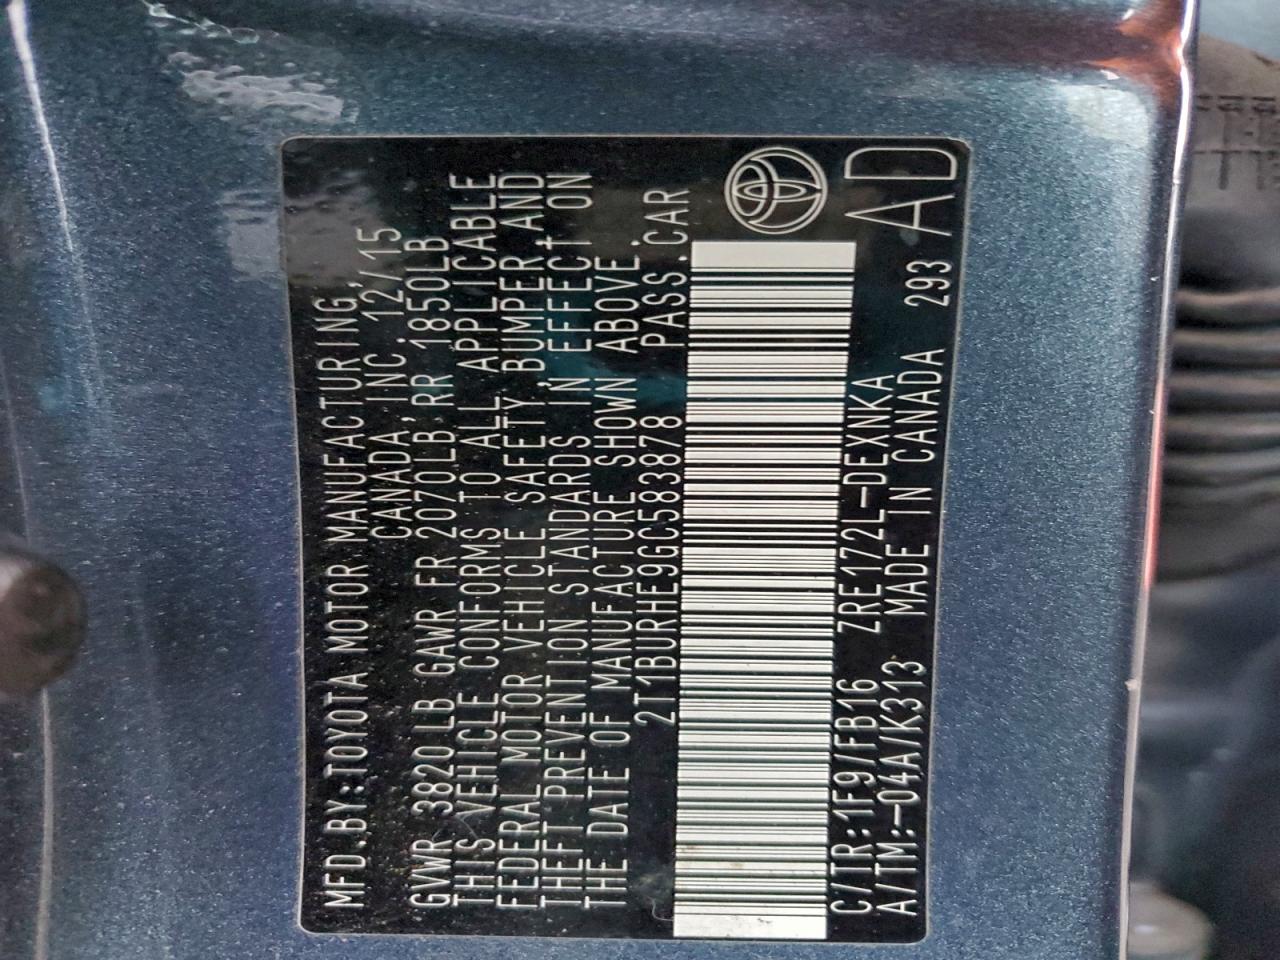 MFD.BY:TOYOTA MOTOR MANUFACTURING,
CANADA,INC. 12/15
GVWR 3820LB GAWR FR 2070LB,RR 1850LB
THIS VEHICLE CONFORMS TO ALL APPLICABLE
FEDERAL MOTOR VEHICLE SAFETY,BUMPER,AND
THEFT PREVENTION STANDARDS IN EFFECT ON
THE DATE OF MANUFACTURE SHOWN ABOVE.
2T1BURHE9GC583878 PASS.CAR
C/TR:1F9/FB16 ZRE172L-DEXNKA
A/TM:-04A/K313 MADE IN CANADA 293
AD